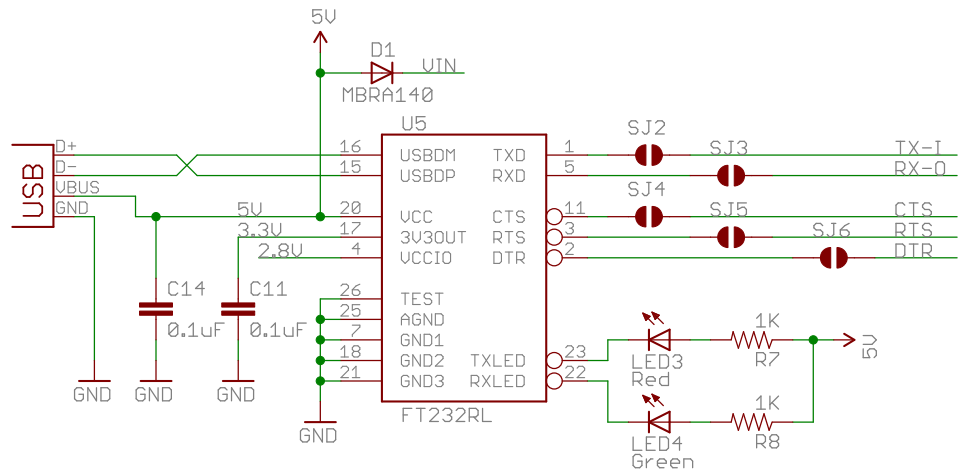 5V
D1
VIN
MBRA140
U5
D+
D-
VBUS
GND
USB
16 USBDM TXD 1
15 USBDP RXD 5
20 VCC CTS 11
17 3V3OUT RTS 3
4 VCCIO DTR 2
26 TEST
25 AGND
7 GND1
18 GND2 TXLED 23
21 GND3 RXLED 22
FT232RL
5V
3.3V
2.8V
SJ2
SJ3
SJ4
SJ5
SJ6
TX-I
RX-O
CTS
RTS
DTR
C14
0.1uF
C11
0.1uF
GND
GND
GND
GND
LED3
Red
1K
R7
5V
LED4
Green
1K
R8